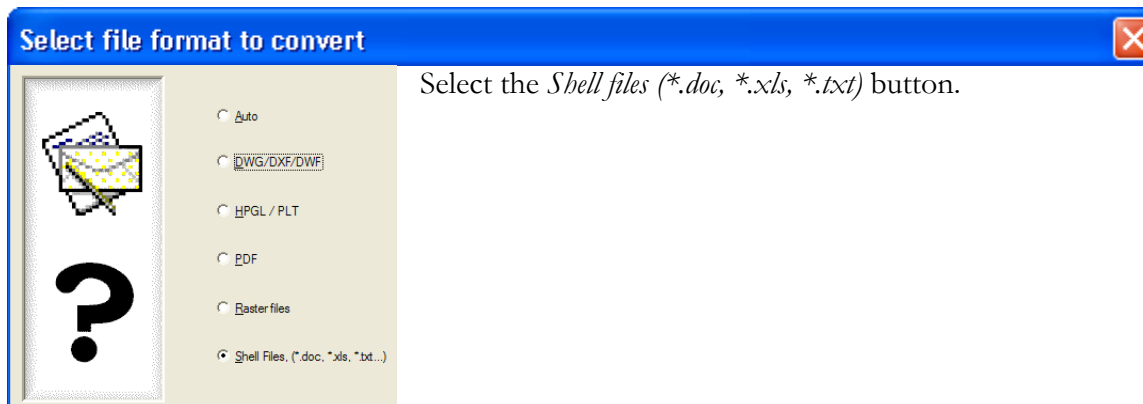 Select file format to convert
Select the Shell files (*.doc, *.xls, *.txt) button.
Auto
DWG/DXF/DWF
HPGL / PLT
PDF
Raster files
Shell Files, (*.doc, *.xls, *.txt...)